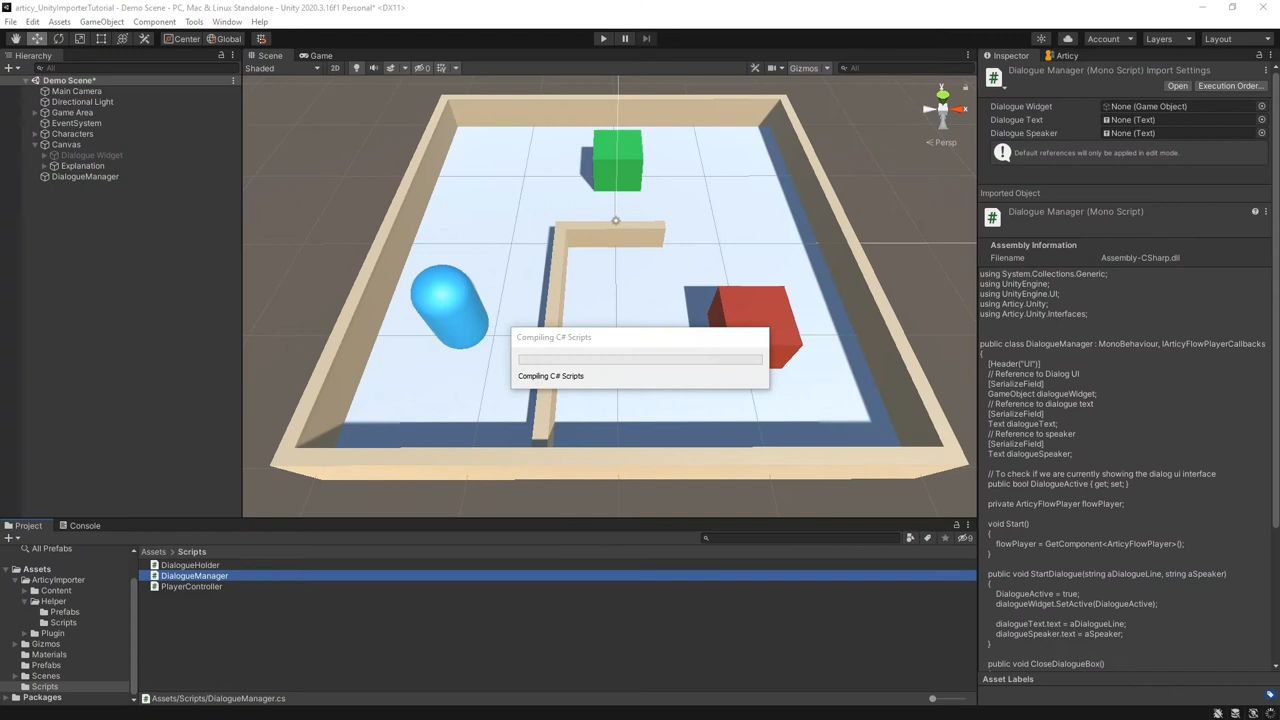 articy_UnityImporterTutorial - Demo Scene - PC, Mac & Linux Standalone - Unity 2020.3.16f1 Personal* <DX11>
File Edit Assets GameObject Component Tools Window Help
Center Global Account Layers Layout
Hierarchy
All
Demo Scene*
Main Camera
Directional Light
Game Area
EventSystem
Characters
Canvas
Dialogue Widget
Explanation
DialogueManager
Scene Game
Shaded 2D 0 Gizmos All
y
x
Persp
Compiling C# Scripts
Compiling C# Scripts
Project Console
9
All Prefabs
Assets
ArticyImporter
Content
Helper
Prefabs
Scripts
Plugin
Gizmos
Materials
Prefabs
Scenes
Scripts
Packages
Assets Scripts
DialogueHolder
DialogueManager
PlayerController
Assets/Scripts/DialogueManager.cs
Inspector Articy
Dialogue Manager (Mono Script) Import Settings
Open Execution Order...
Dialogue Widget None (Game Object)
Dialogue Text None (Text)
Dialogue Speaker None (Text)
Default references will only be applied in edit mode.
Imported Object
Dialogue Manager (Mono Script)
Assembly Information
Filename Assembly-CSharp.dll
using System.Collections.Generic;
using UnityEngine;
using UnityEngine.UI;
using Articy.Unity;
using Articy.Unity.Interfaces;
public class DialogueManager : MonoBehaviour, IArticyFlowPlayerCallbacks
{
[Header("UI")]
// Reference to Dialog UI
[SerializeField]
GameObject dialogueWidget;
// Reference to dialogue text
[SerializeField]
Text dialogueText;
// Reference to speaker
[SerializeField]
Text dialogueSpeaker;
// To check if we are currently showing the dialog ui interface
public bool DialogueActive { get; set; }
private ArticyFlowPlayer flowPlayer;
void Start()
{
flowPlayer = GetComponent<ArticyFlowPlayer>();
}
public void StartDialogue(string aDialogueLine, string aSpeaker)
{
DialogueActive = true;
dialogueWidget.SetActive(DialogueActive);
dialogueText.text = aDialogueLine;
dialogueSpeaker.text = aSpeaker;
}
public void CloseDialogueBox()
Asset Labels